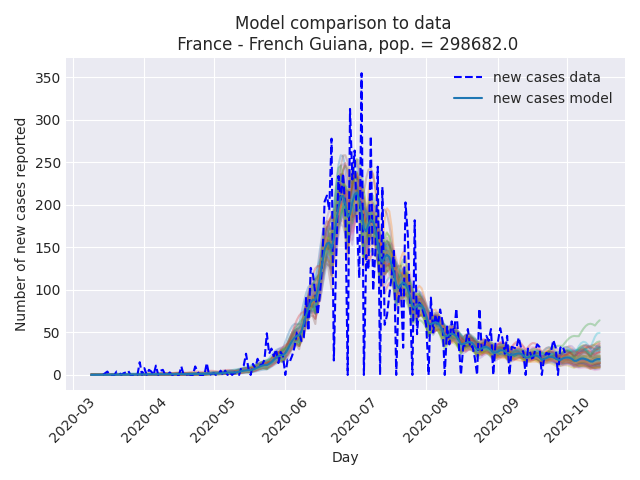 Model comparison to data
France - French Guiana, pop. = 298682.0
new cases data
new cases model
Number of new cases reported
350
300
250
200
150
100
50
0
2020-03
2020-04
2020-05
2020-06
2020-07
2020-08
2020-09
2020-10
Day